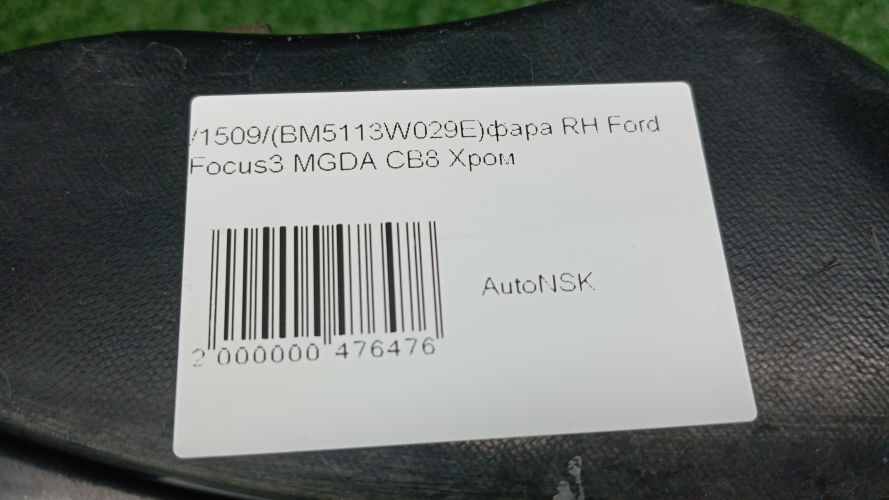 /1509/(BM5113W029E)фара RH Ford
Focus3 MGDA CB8 Хром
AutoNSK
2 000000 476476